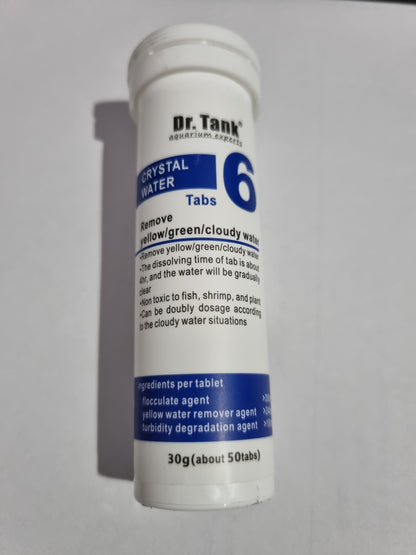 Dr. Tank®
aquarium experts
CRYSTAL
WATER
6
Tabs
Remove
yellow/green/cloudy water
•Remove yellow/green/cloudy water
•The dissolving time of tab is about
4hr, and the water will be gradually
clear
•Non toxic to fish, shrimp, and plant
•Can be doubly dosage according
to the cloudy water situations
Ingredients per tablet
flocculate agent
yellow water remover agent
turbidity degradation agent
30g(about 50tabs)